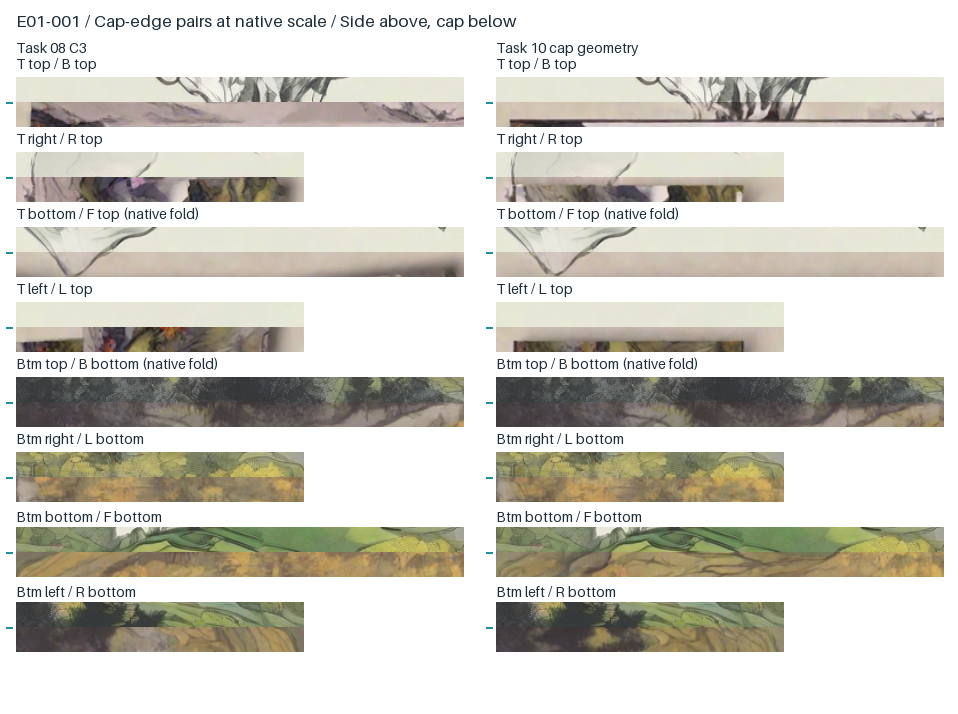 E01-001 / Cap-edge pairs at native scale / Side above, cap below
Task 08 C3
T top / B top
T right / R top
T bottom / F top (native fold)
T left / L top
Btm top / B bottom (native fold)
Btm right / L bottom
Btm bottom / F bottom
Btm left / R bottom
Task 10 cap geometry
T top / B top
T right / R top
T bottom / F top (native fold)
T left / L top
Btm top / B bottom (native fold)
Btm right / L bottom
Btm bottom / F bottom
Btm left / R bottom